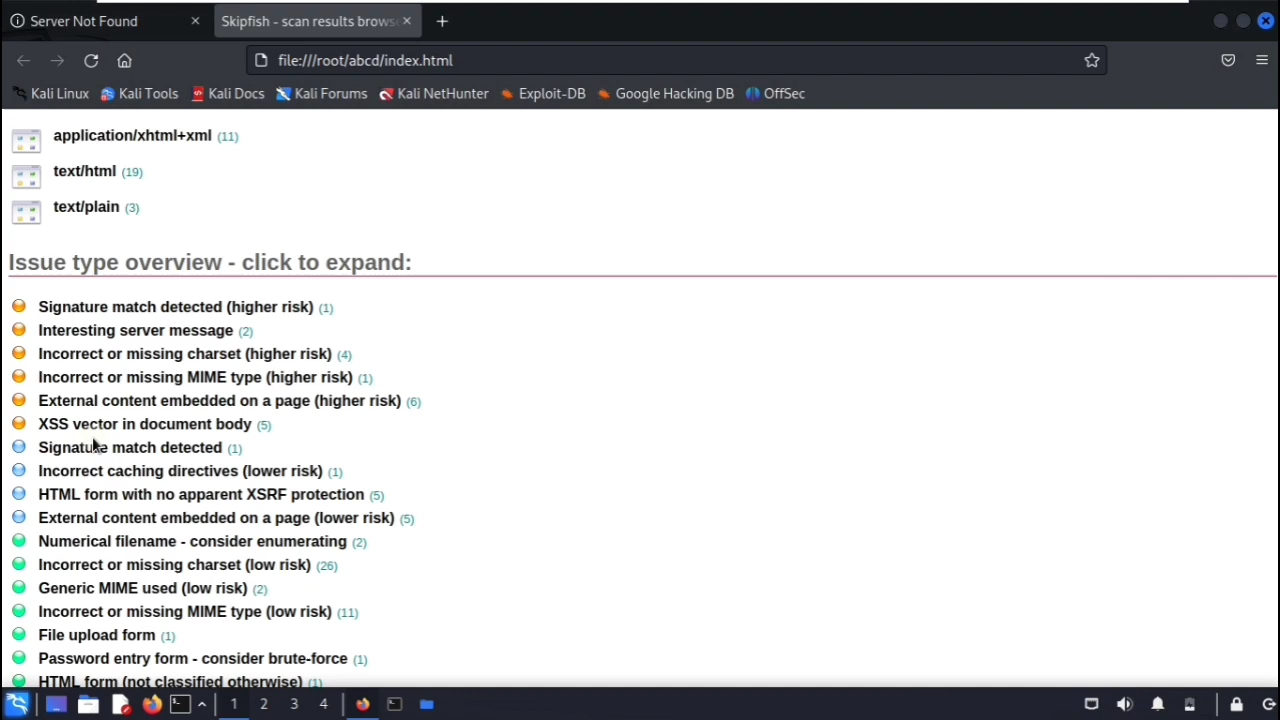 Server Not Found
Skipfish - scan results brows
file:///root/abcd/index.html
Kali Linux Kali Tools Kali Docs Kali Forums Kali NetHunter Exploit-DB Google Hacking DB OffSec
application/xhtml+xml (11)
text/html (19)
text/plain (3)
Issue type overview - click to expand:
Signature match detected (higher risk) (1)
Interesting server message (2)
Incorrect or missing charset (higher risk) (4)
Incorrect or missing MIME type (higher risk) (1)
External content embedded on a page (higher risk) (6)
XSS vector in document body (5)
Signature match detected (1)
Incorrect caching directives (lower risk) (1)
HTML form with no apparent XSRF protection (5)
External content embedded on a page (lower risk) (5)
Numerical filename - consider enumerating (2)
Incorrect or missing charset (low risk) (26)
Generic MIME used (low risk) (2)
Incorrect or missing MIME type (low risk) (11)
File upload form (1)
Password entry form - consider brute-force (1)
HTML form (not classified otherwise) (1)
1 2 3 4